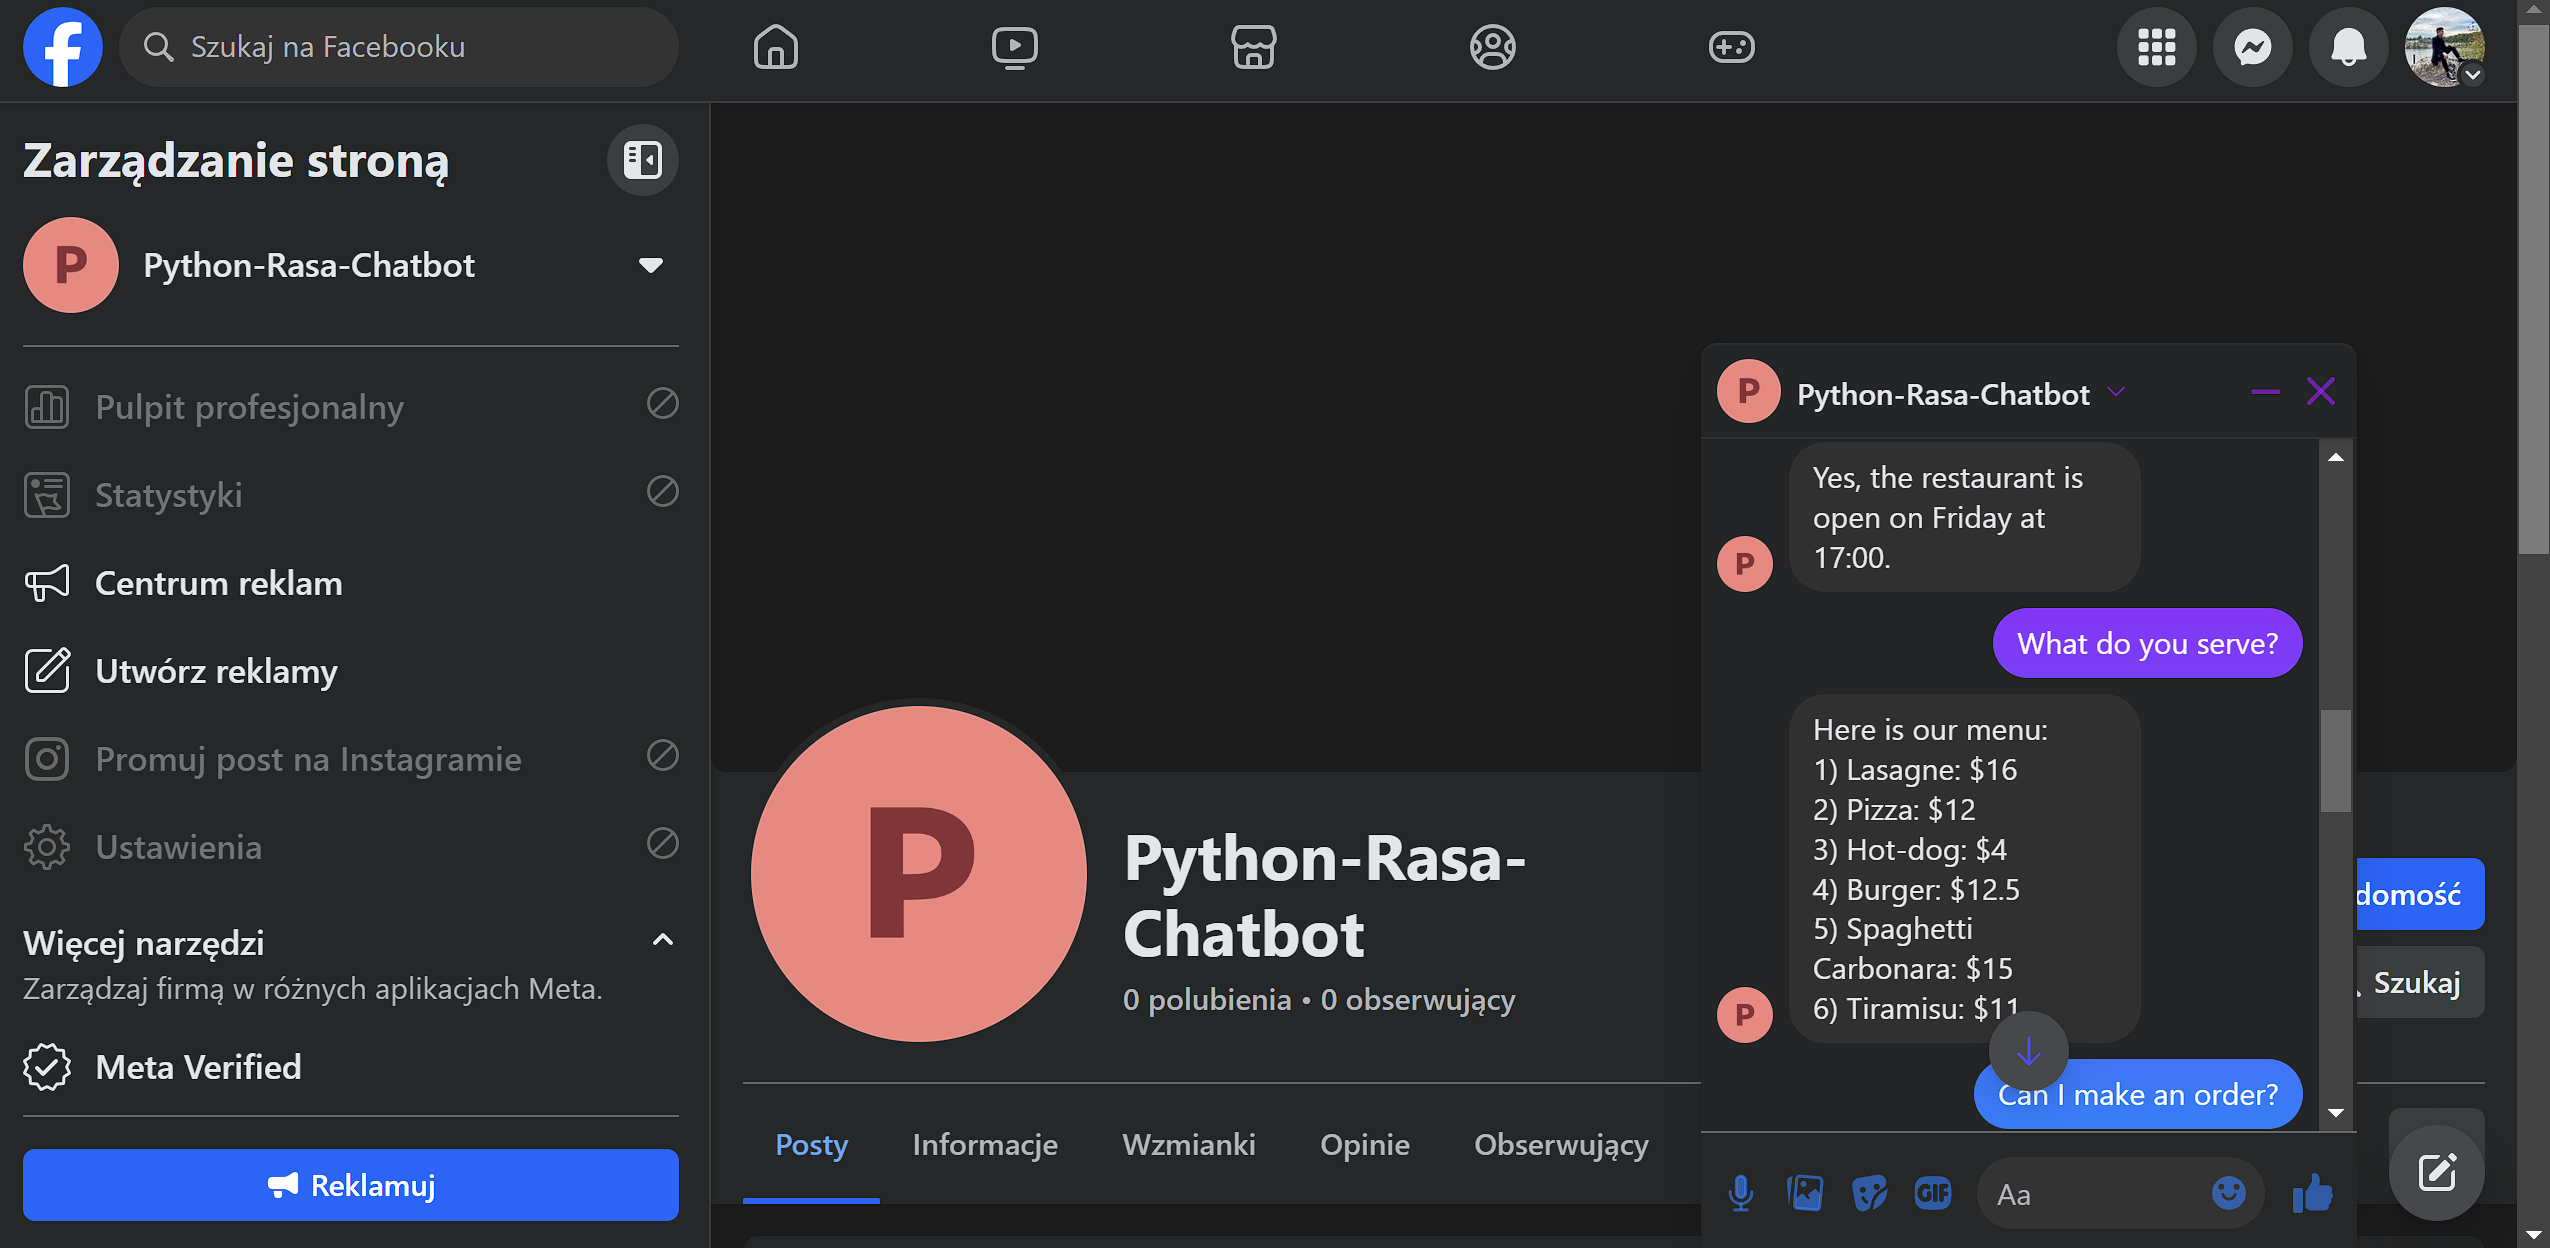 Szukaj na Facebooku
Zarządzanie stroną
P
Python-Rasa-Chatbot
Pulpit profesjonalny
Statystyki
Centrum reklam
Utwórz reklamy
Promuj post na Instagramie
Ustawienia
Więcej narzędzi
Zarządzaj firmą w różnych aplikacjach Meta.
Meta Verified
Reklamuj
P
Python-Rasa-
Chatbot
0 polubienia • 0 obserwujący
Posty
Informacje
Wzmianki
Opinie
Obserwujący
domość
Szukaj
P
Python-Rasa-Chatbot
Yes, the restaurant is
open on Friday at
17:00.
P
What do you serve?
Here is our menu:
1) Lasagne: $16
2) Pizza: $12
3) Hot-dog: $4
4) Burger: $12.5
5) Spaghetti
Carbonara: $15
6) Tiramisu: $11
P
Can I make an order?
GIF
Aa